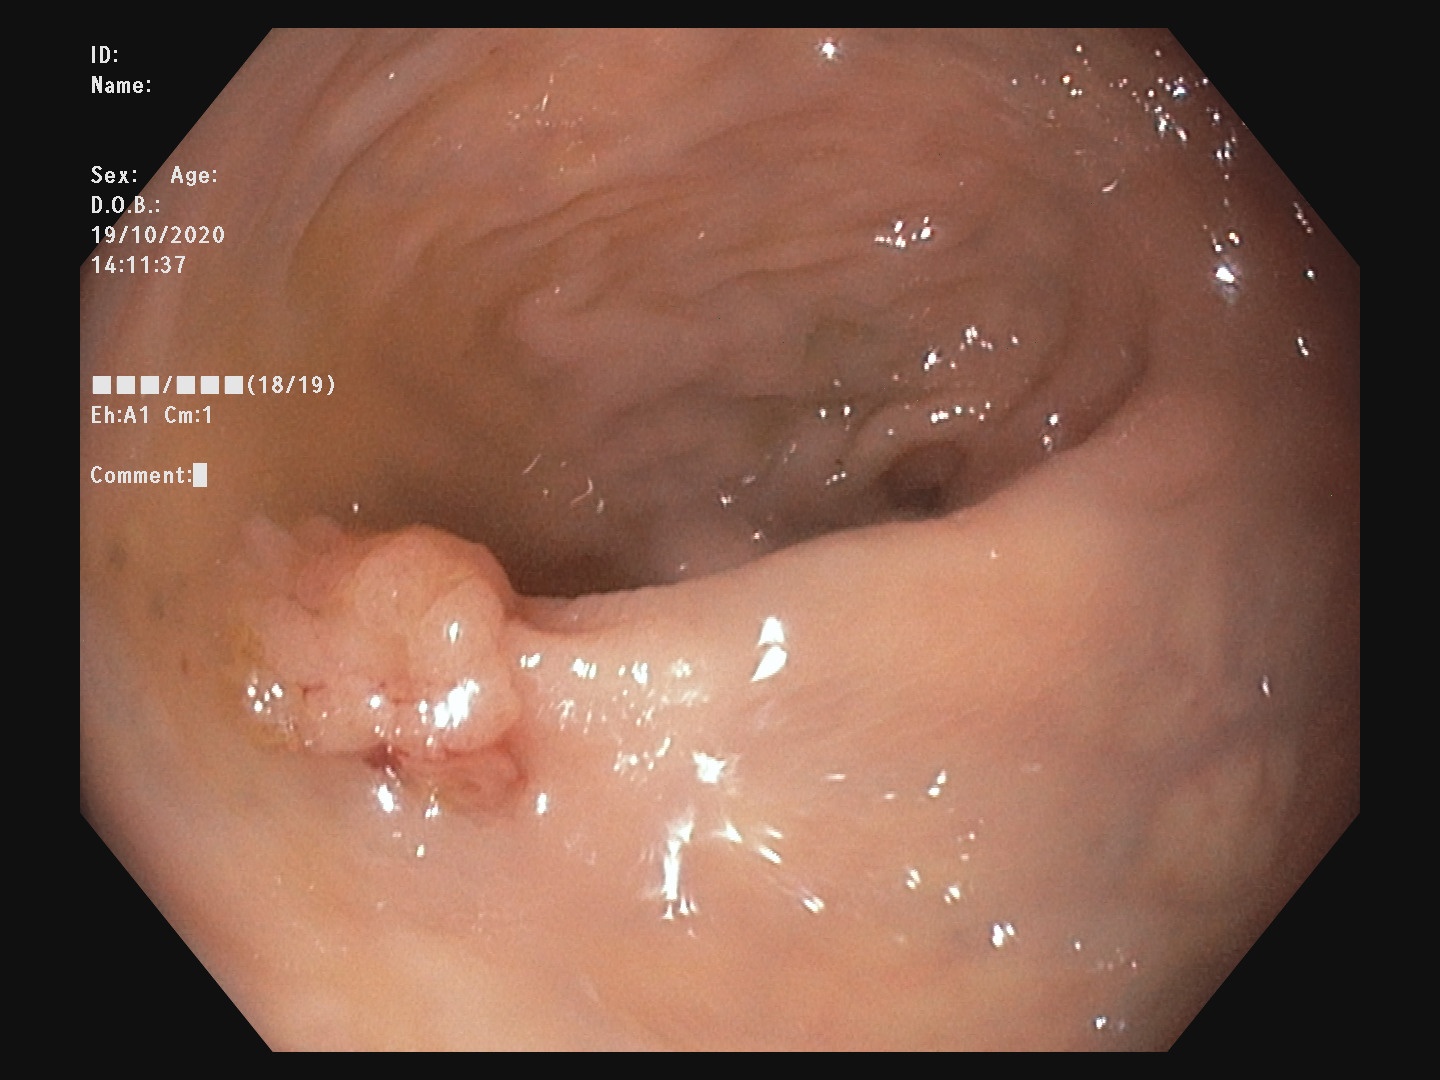 ID:
Name:
Sex: Age:
D.O.B.:
19/10/2020
14:11:37
■■■/■■■(18/19)
Eh:A1 Cm:1
Comment: